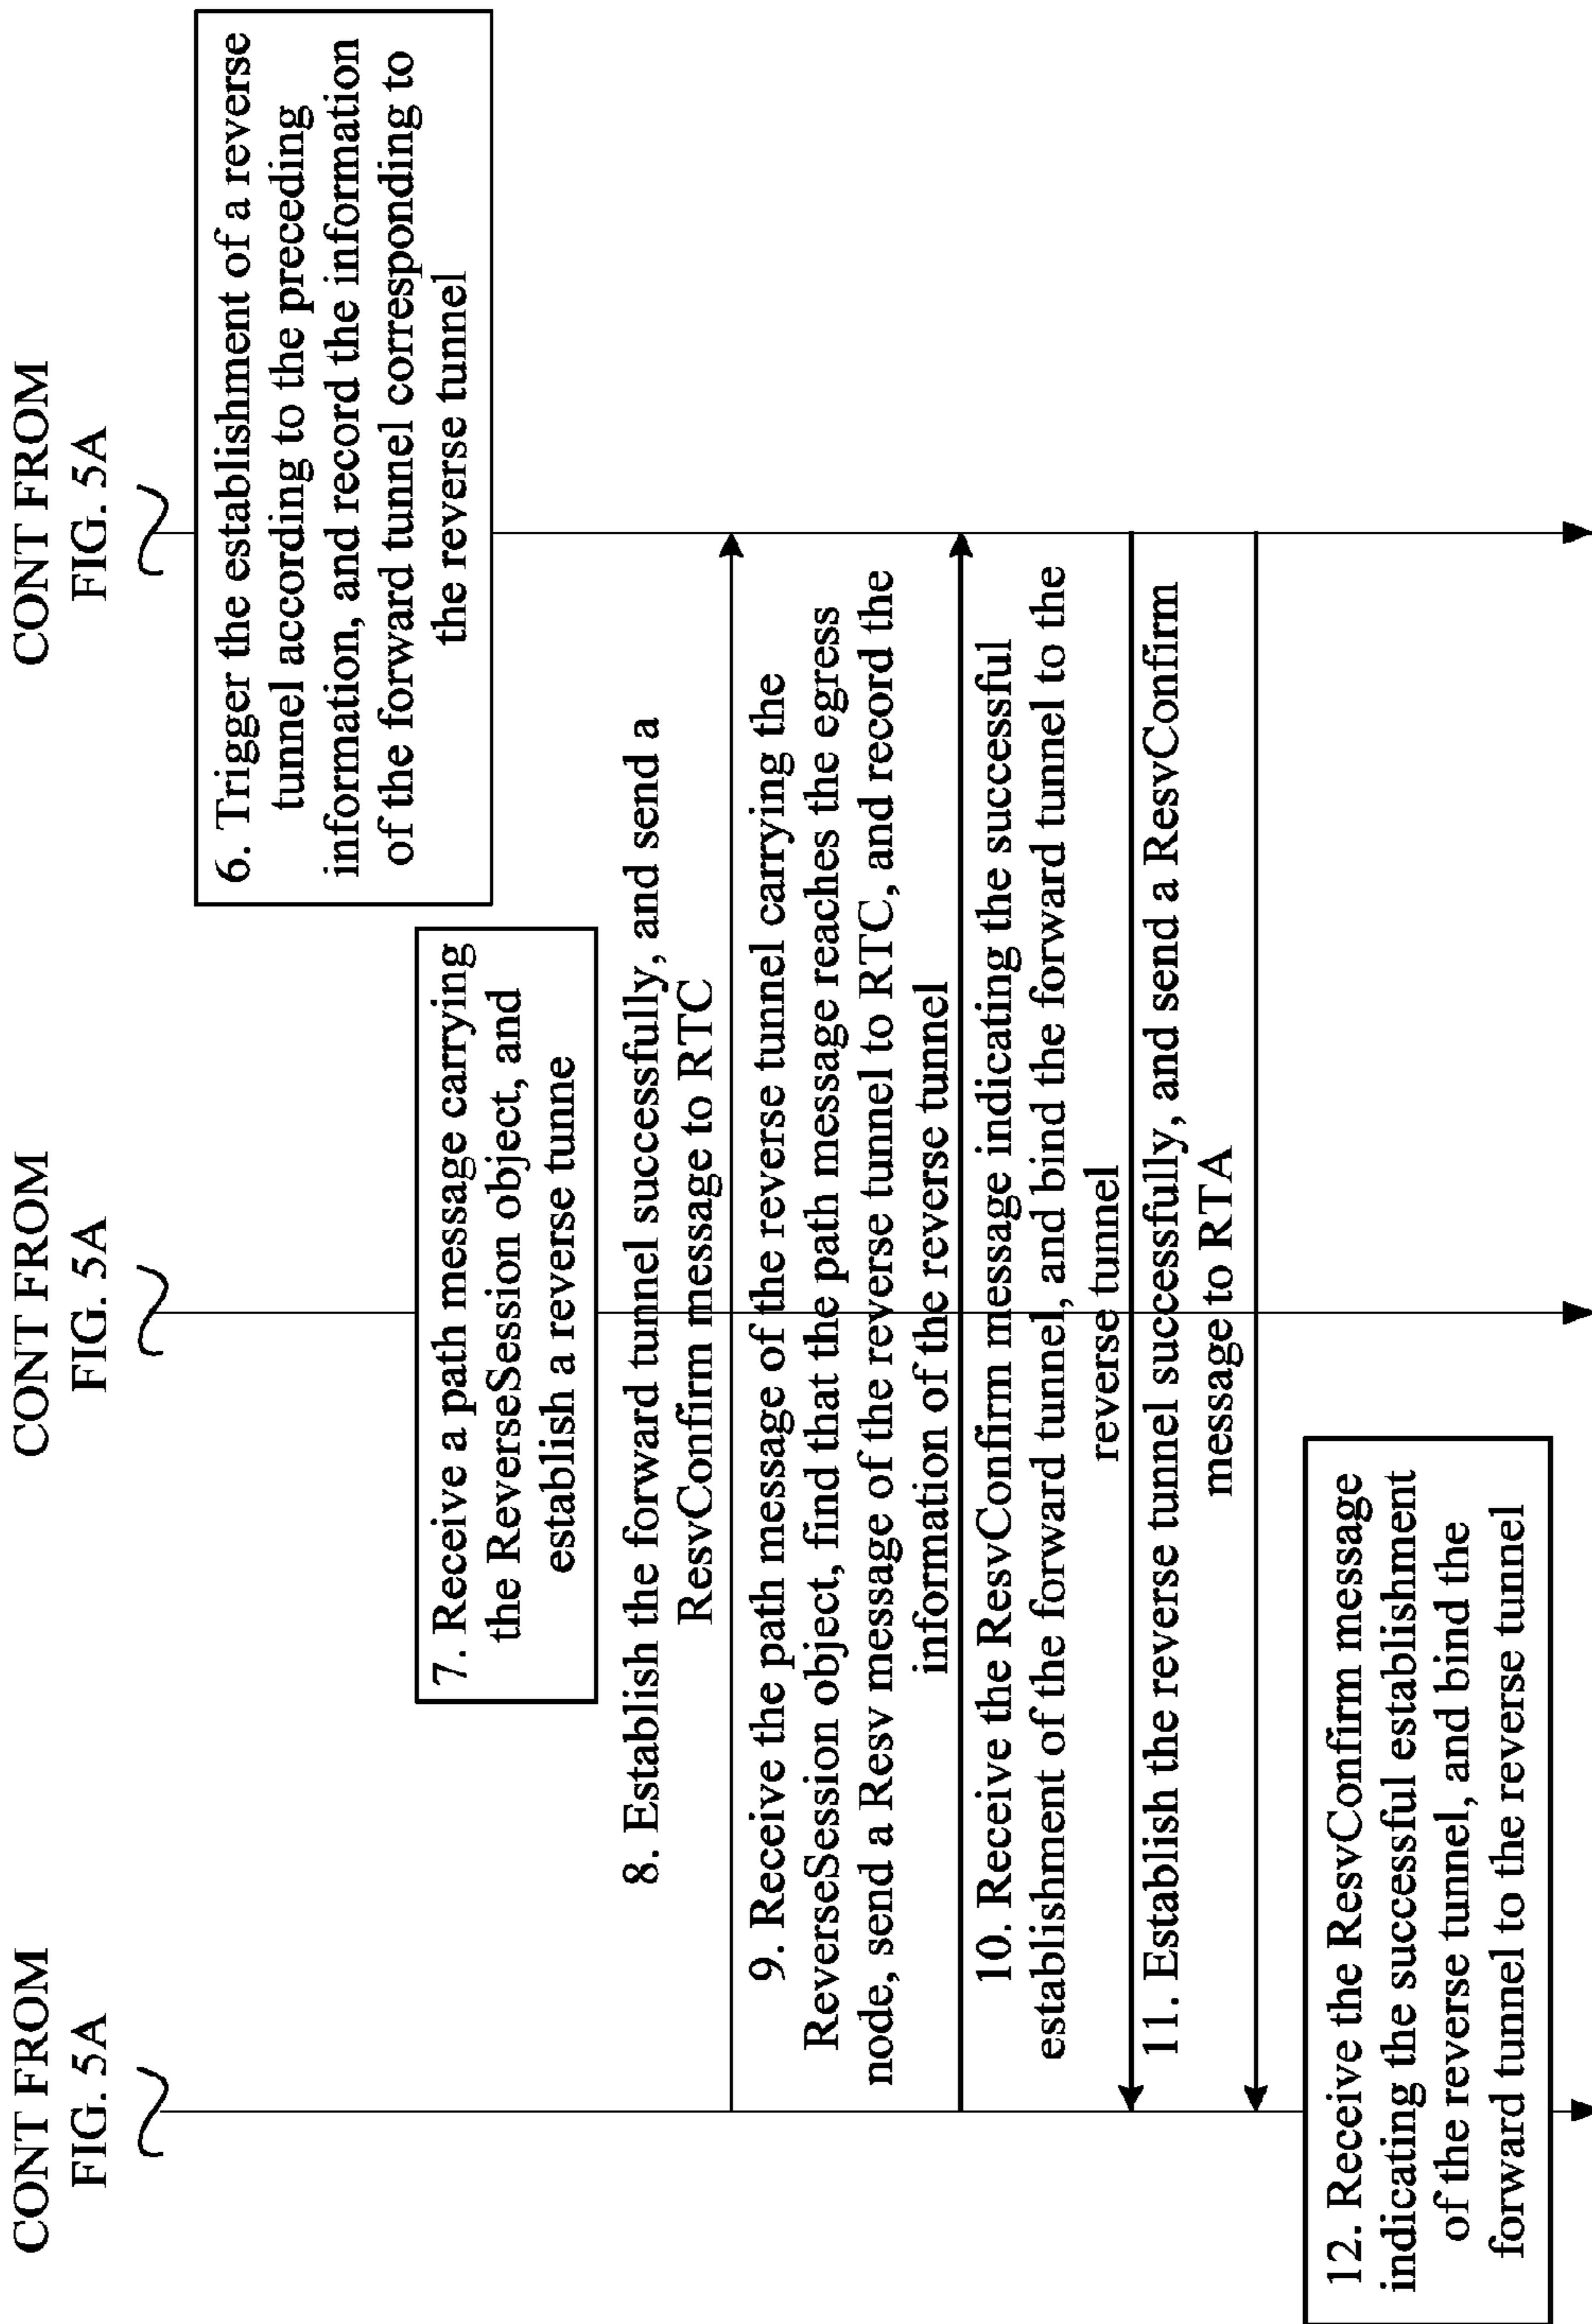 CONT FROM
FIG. 5A
CONT FROM
FIG. 5A
CONT FROM
FIG. 5A
6. Trigger the establishment of a reverse
tunnel according to the preceding
information, and record the information
of the forward tunnel corresponding to
the reverse tunnel
7. Receive a path message carrying
the ReverseSession object, and
establish a reverse tunne
8. Establish the forward tunnel successfully, and send a
ResvConfirm message to RTC
9. Receive the path message of the reverse tunnel carrying the
ReverseSession object, find that the path message reaches the egress
node, send a Resv message of the reverse tunnel to RTC, and record the
information of the reverse tunnel
10. Receive the ResvConfirm message indicating the successful
establishment of the forward tunnel, and bind the forward tunnel to the
reverse tunnel
11. Establish the reverse tunnel successfully, and send a ResvConfirm
message to RTA
12. Receive the ResvConfirm message
indicating the successful establishment
of the reverse tunnel, and bind the
forward tunnel to the reverse tunnel